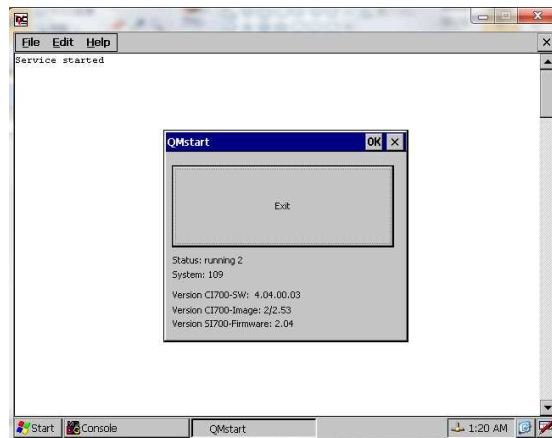 File Edit Help
Service started
QMstart OK
Exit
Status: running 2
System: 109
Version CI700-SW: 4.04.00.03
Version CI700-Image: 2/2.53
Version SI700-Firmware: 2.04
Start Console QMstart 1:20 AM